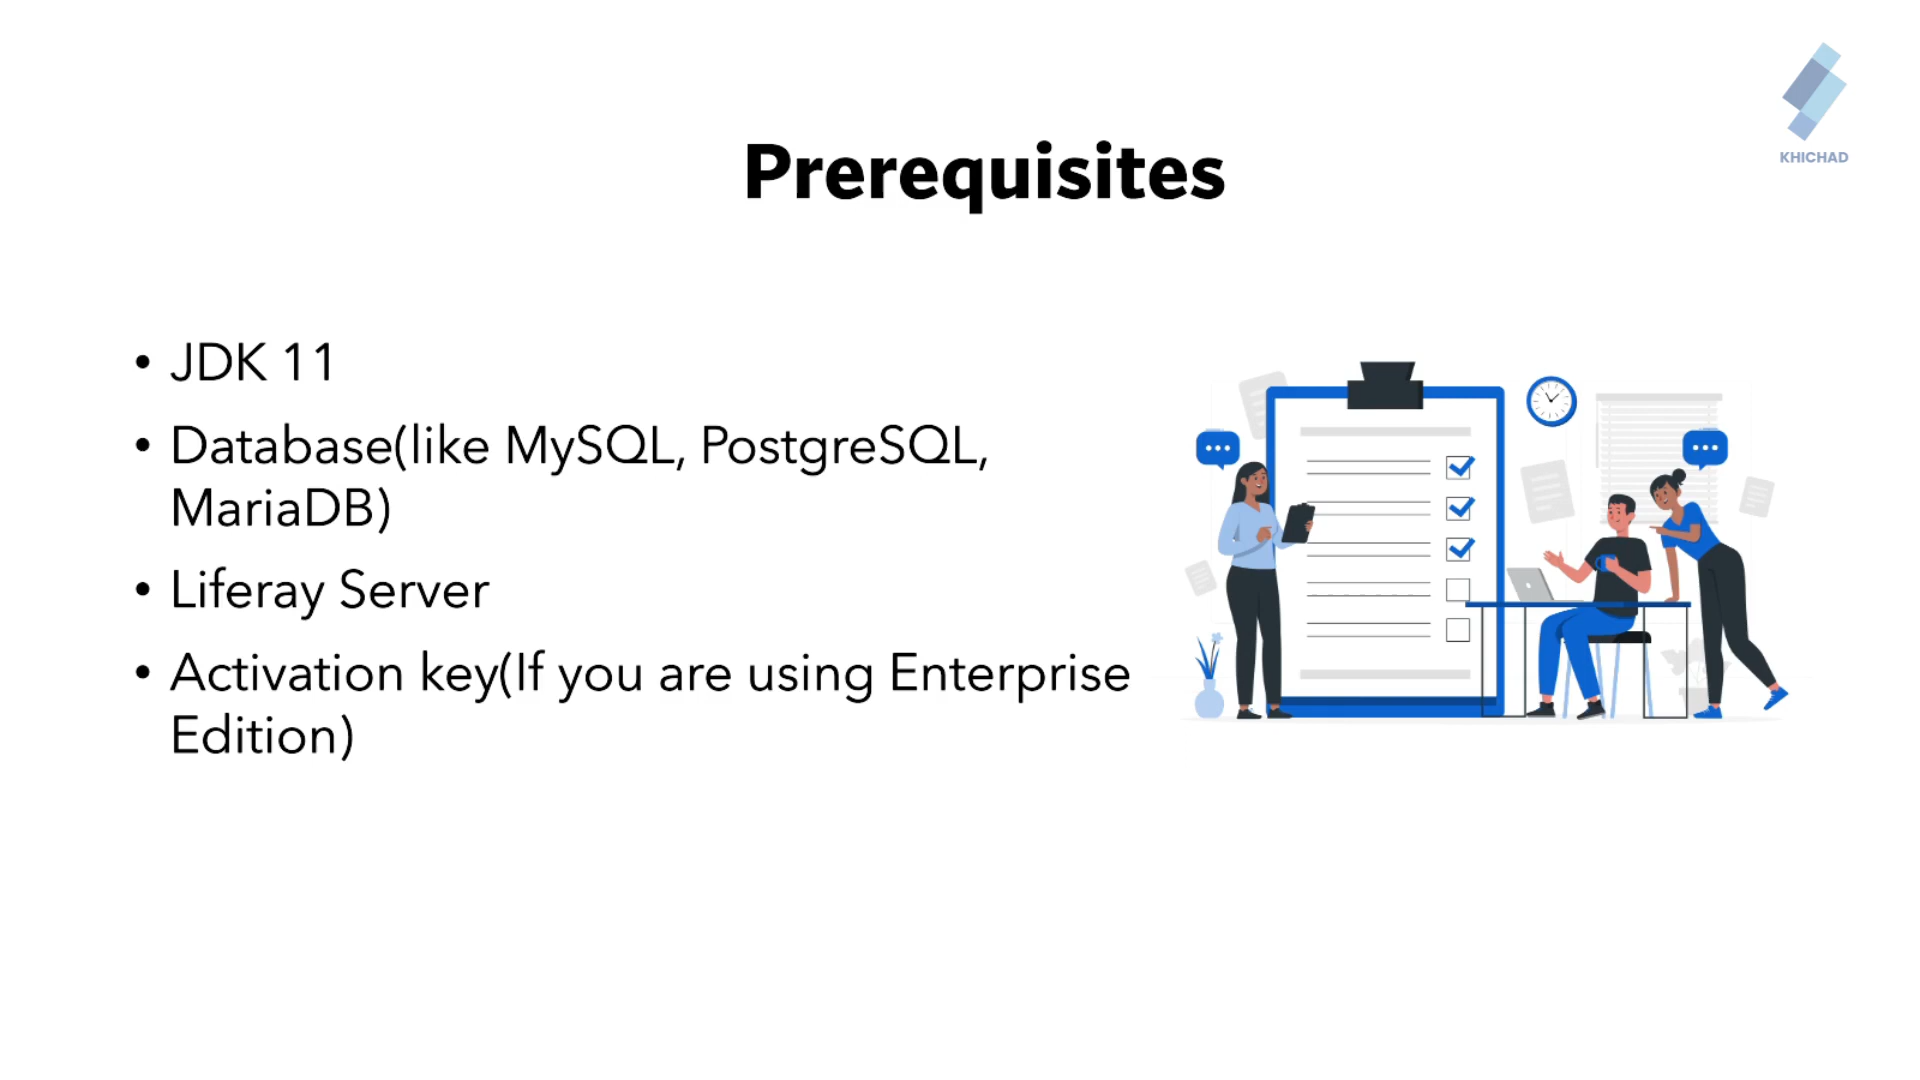 KHICHAD
Prerequisites
• JDK 11
• Database(like MySQL, PostgreSQL,
MariaDB)
• Liferay Server
• Activation key(If you are using Enterprise
Edition)